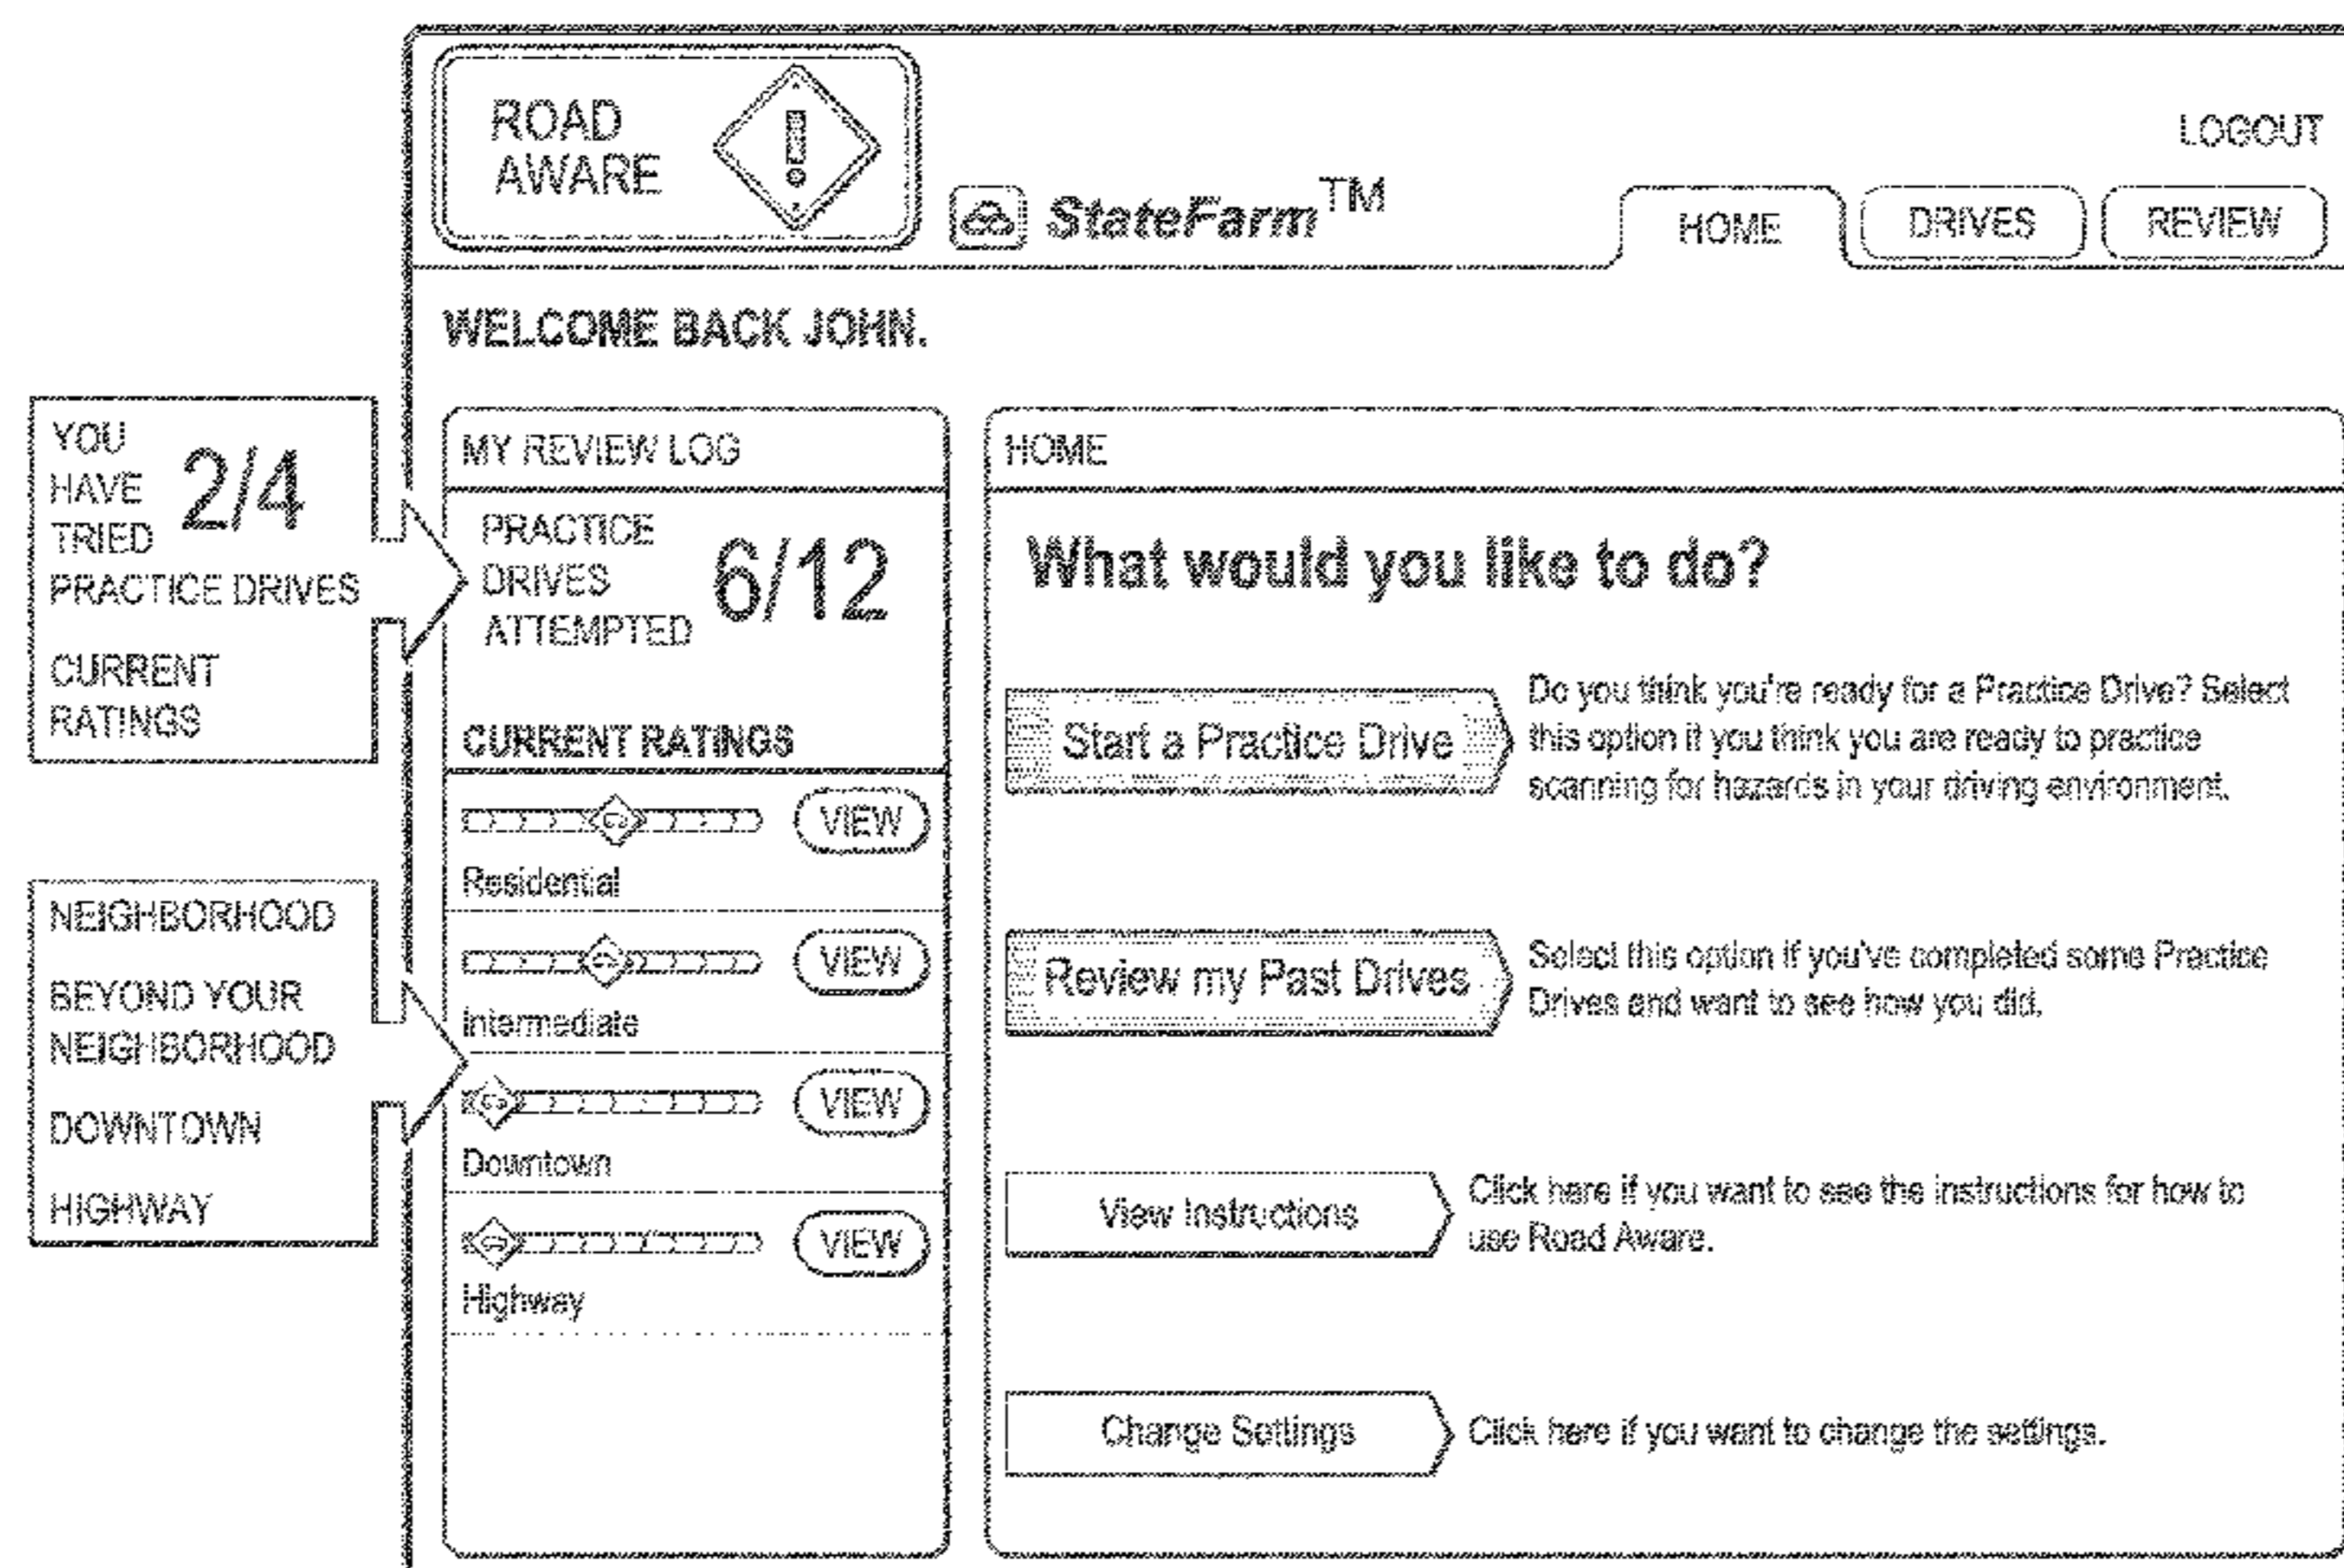 ROAD
AWARE
!
StateFarm™
LOGOUT
HOME
DRIVES
REVIEW
WELCOME BACK JOHN.
YOU
HAVE
TRIED
2/4
PRACTICE DRIVES
CURRENT
RATINGS
NEIGHBORHOOD
BEYOND YOUR
NEIGHBORHOOD
DOWNTOWN
HIGHWAY
MY REVIEW LOG
PRACTICE
DRIVES
ATTEMPTED
6/12
CURRENT RATINGS
VIEW
Residential
VIEW
Intermediate
VIEW
Downtown
VIEW
Highway
HOME
What would you like to do?
Start a Practice Drive
Do you think you're ready for a Practice Drive? Select
this option if you think you are ready to practice
scanning for hazards in your driving environment.
Review my Past Drives
Select this option if you've completed some Practice
Drives and want to see how you did.
View Instructions
Click here if you want to see the instructions for how to
use Road Aware.
Change Settings
Click here if you want to change the settings.